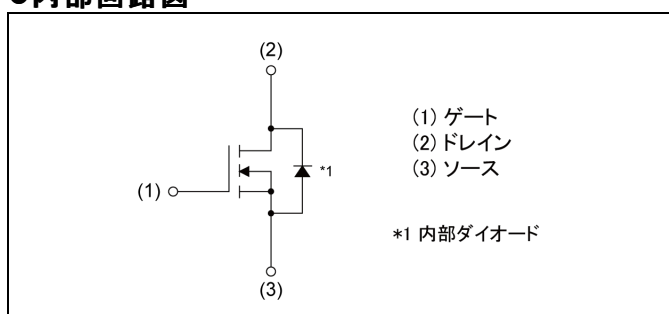 ●内部回路図
(2)
(1) ゲート
(2) ドレイン
(3) ソース
*1
(1)
*1 内部ダイオード
(3)